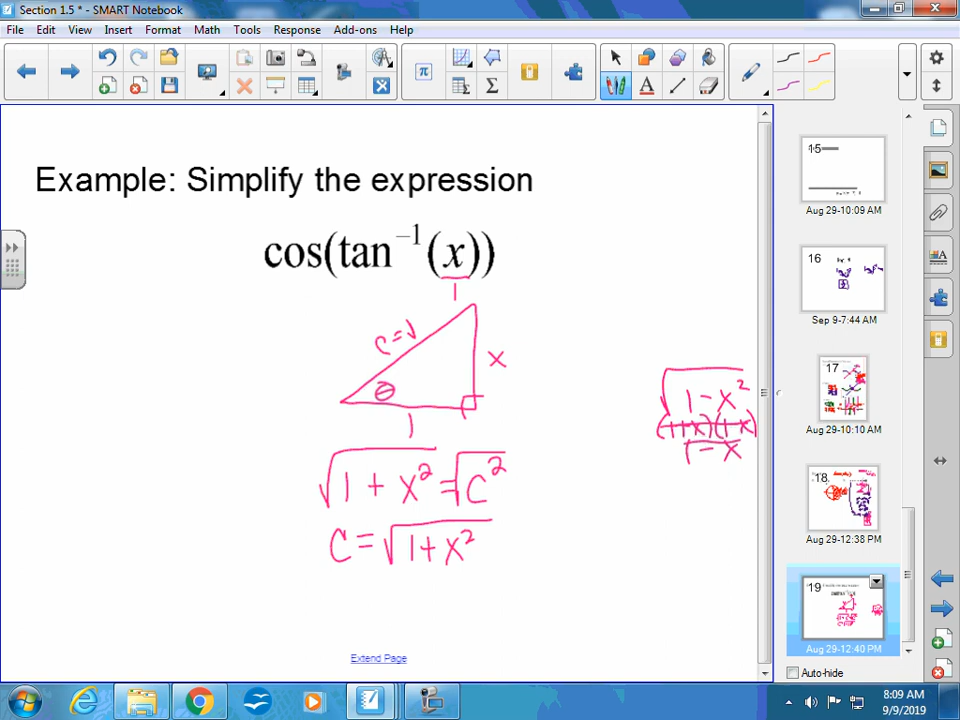 Section 1.5 * - SMART Notebook
File Edit View Insert Format Math Tools Response Add-ons Help
Example: Simplify the expression
cos(tan⁻¹(x))
1
c=√
x
θ
1
√1-x²
(1+x)(1-x)
1-x
√1+x² = √c²
c = √1+x²
Extend Page
15
Aug 29-10:09 AM
16
Sep 9-7:44 AM
17
Aug 29-10:10 AM
18
Aug 29-12:38 PM
19
Aug 29-12:40 PM
Auto-hide
8:09 AM
9/9/2019